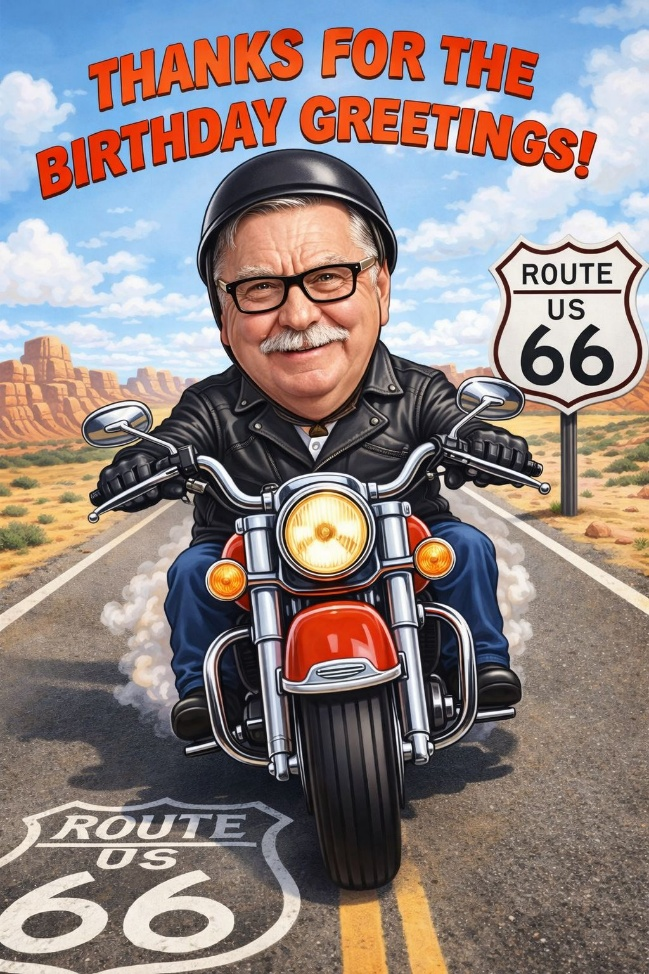 THANKS FOR THE
BIRTHDAY GREETINGS!
ROUTE
US
66
ROUTE
US
66